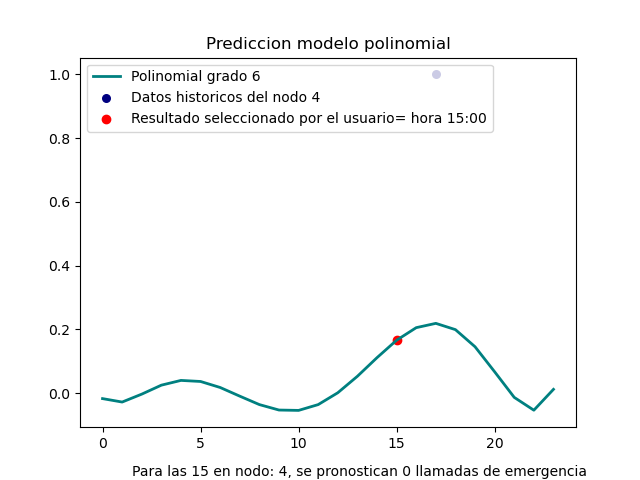 Prediccion modelo polinomial
1.0
0.8
0.6
0.4
0.2
0.0
Polinomial grado 6
Datos historicos del nodo 4
Resultado seleccionado por el usuario= hora 15:00
0 5 10 15 20
Para las 15 en nodo: 4, se pronostican 0 llamadas de emergencia